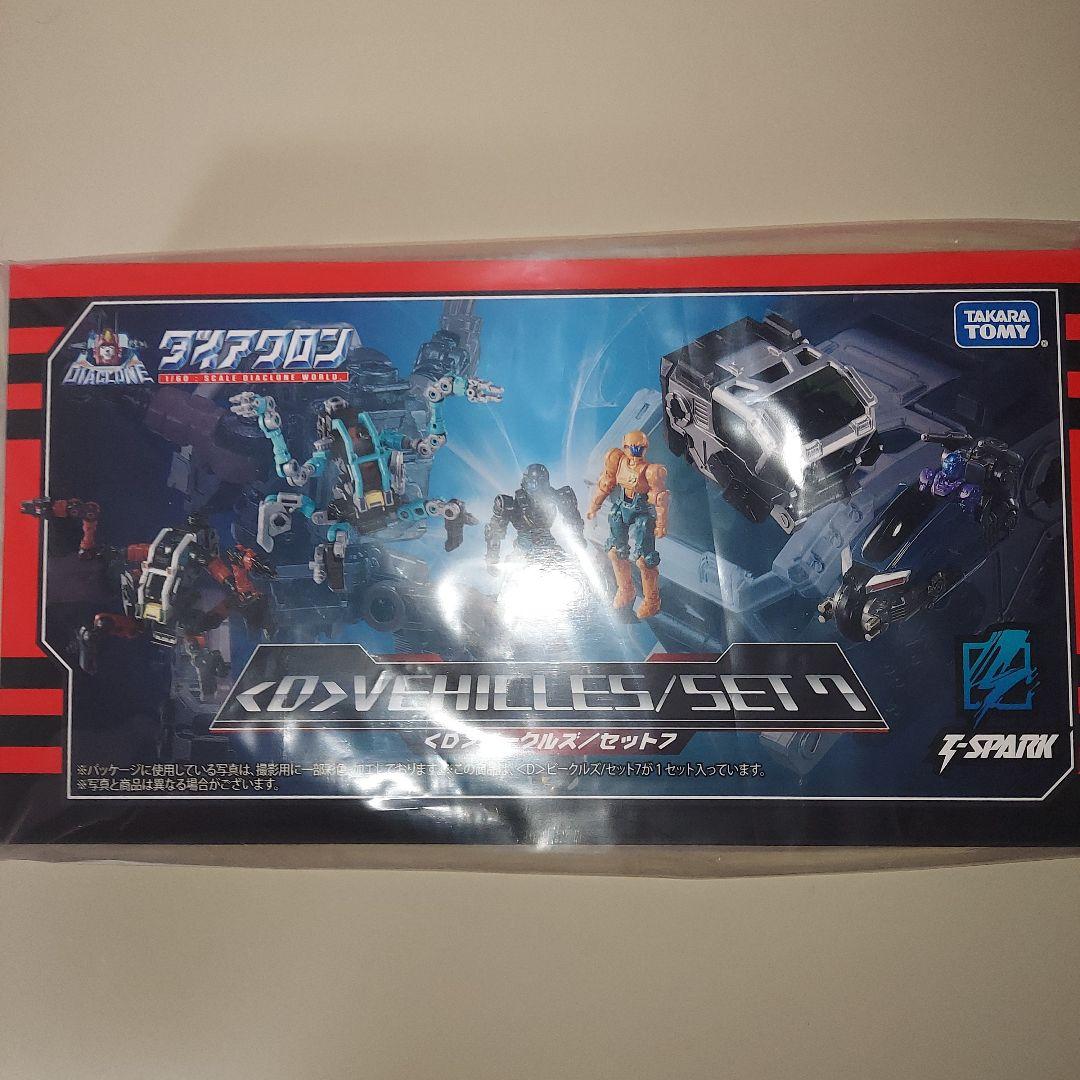 DIACLONE
ダイアクロン
1/60 : SCALE DIACLONE WORLD.
TAKARA
TOMY
<D>VEHICLES/SET 7
<D>ビークルズ/セット7
T-SPARK
※パッケージに使用している写真は、撮影用に一部彩色、加工しております。※この商品は、<D>ビークルズ/セット7が1セット入っています。
※写真と商品は異なる場合がございます。